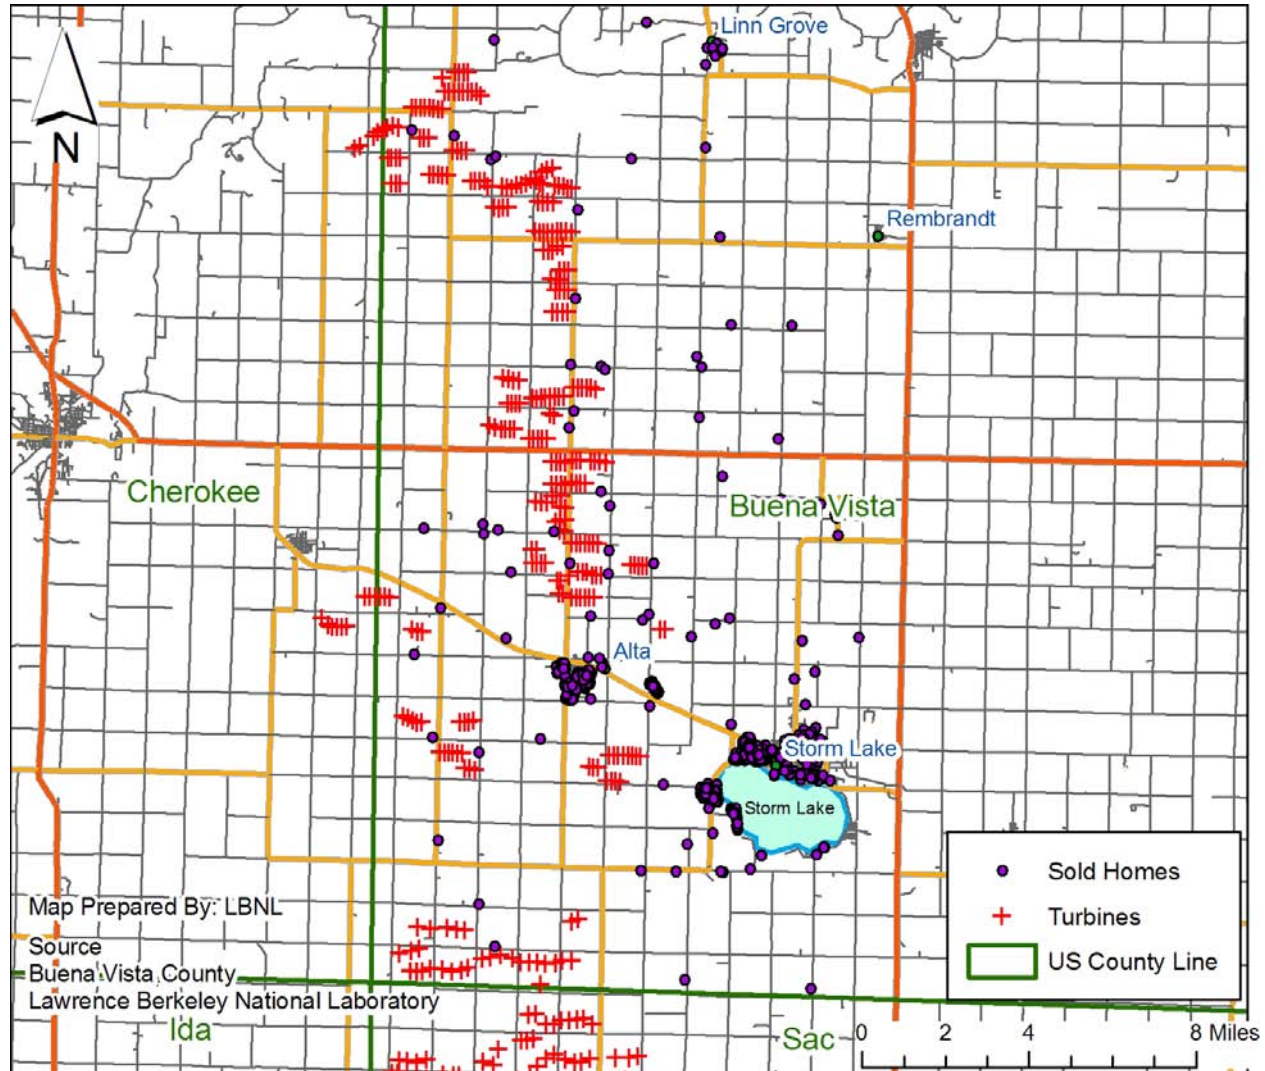 Linn Grove
N
Rembrandt
Cherokee
Buena Vista
Alta
Storm Lake
Storm Lake
Sold Homes
Turbines
US County Line
Map Prepared By: LBNL
Source
Buena Vista County
Lawrence Berkeley National Laboratory
Ida
Sac
0 2 4 8 Miles